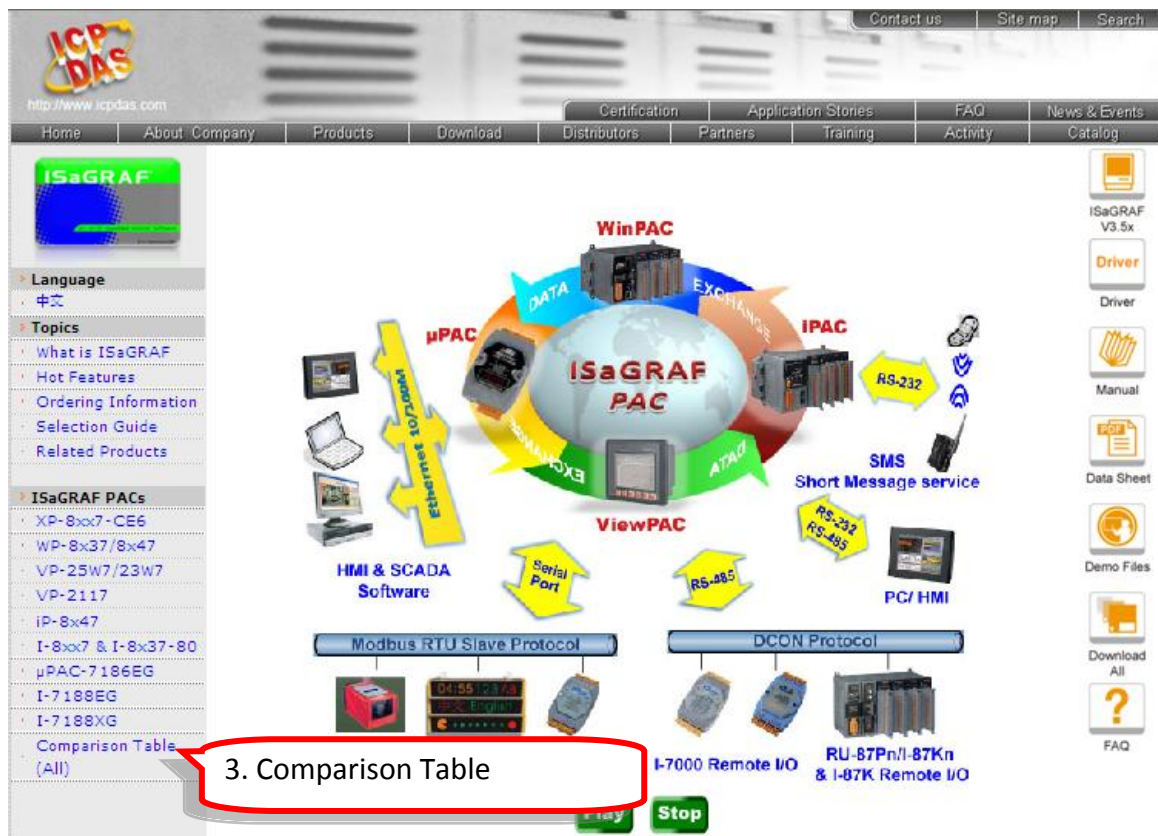 Contact us
Site map
Search
ICP
DAS
http://www.icpdas.com
Certification
Application Stories
FAQ
News & Events
Home
About Company
Products
Download
Distributors
Partners
Training
Activity
Catalog
ISaGRAF
Language
中文
Topics
What is ISaGRAF
Hot Features
Ordering Information
Selection Guide
Related Products
ISaGRAF PACs
XP-8xx7-CE6
WP-8x37/8x47
VP-25W7/23W7
VP-2117
iP-8x47
I-8xx7 & I-8x37-80
µPAC-7186EG
I-7188EG
I-7188XG
Comparison Table
(All)
3. Comparison Table
WinPAC
DATA
EXCHANGE
µPAC
iPAC
ISaGRAF
PAC
EXCHANGE
DATA
ViewPAC
Ethernet 10/100M
HMI & SCADA
Software
RS-232
SMS
Short Message service
RS-232
RS-485
PC/ HMI
Serial
Port
RS-485
Modbus RTU Slave Protocol
DCON Protocol
04:55 123 AB
English
I-7000 Remote I/O
RU-87Pn/I-87Kn
& I-87K Remote I/O
Play
Stop
ISaGRAF
V3.5x
Driver
Driver
Manual
PDF
Data Sheet
Demo Files
Download
All
?
FAQ